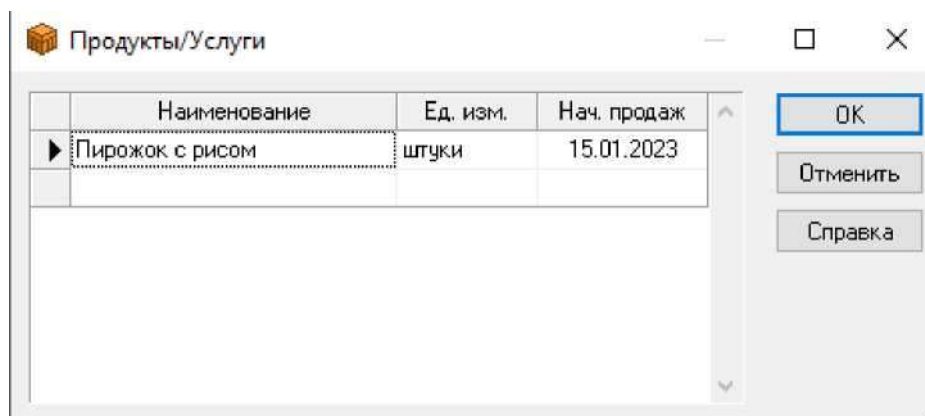 Продукты/Услуги
Наименование Ед. изм. Нач. продаж
Пирожок с рисом штуки 15.01.2023
OK
Отменить
Справка